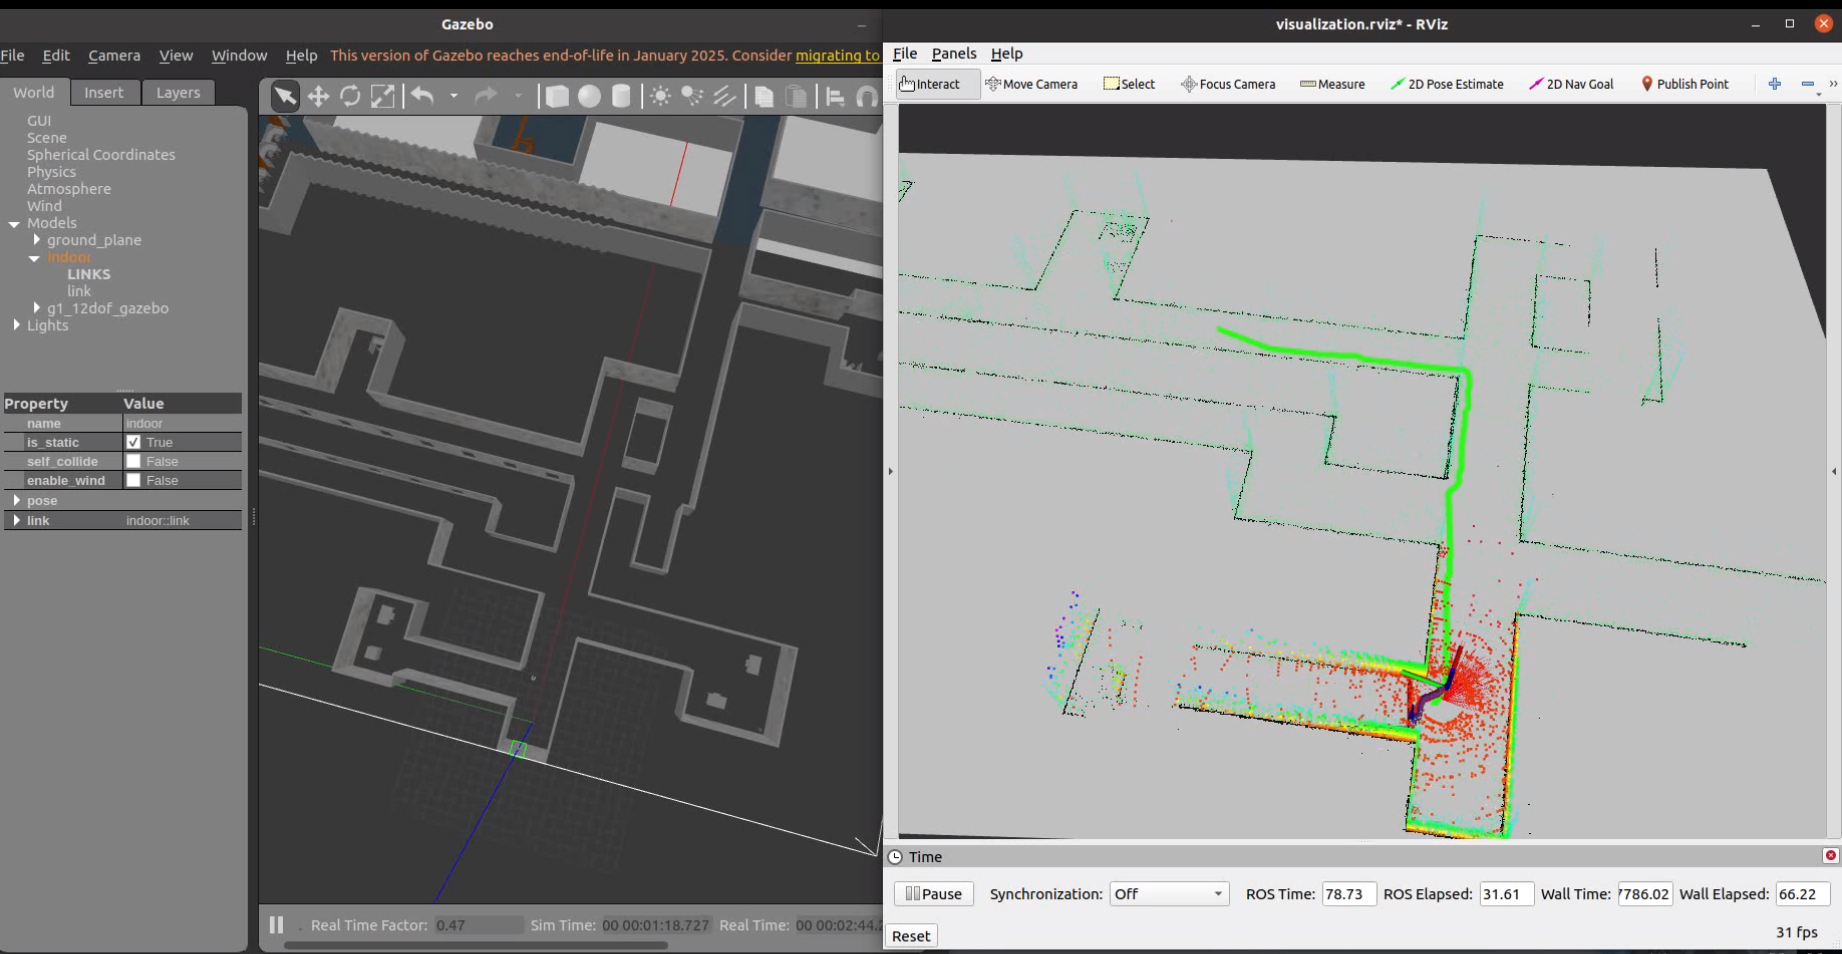 Gazebo
File Edit Camera View Window Help This version of Gazebo reaches end-of-life in January 2025. Consider migrating to
World Insert Layers
GUI
Scene
Spherical Coordinates
Physics
Atmosphere
Wind
Models
ground_plane
indoor
LINKS
link
g1_12dof_gazebo
Lights
Property Value
name indoor
is_static True
self_collide False
enable_wind False
pose
link indoor::link
Real Time Factor: 0.47 Sim Time: 00 00:01:18.727 Real Time: 00 00:02:44.2
visualization.rviz* - RViz
File Panels Help
Interact Move Camera Select Focus Camera Measure 2D Pose Estimate 2D Nav Goal Publish Point
Time
Pause Synchronization: Off ROS Time: 78.73 ROS Elapsed: 31.61 Wall Time: 7786.02 Wall Elapsed: 66.22
Reset 31 fps